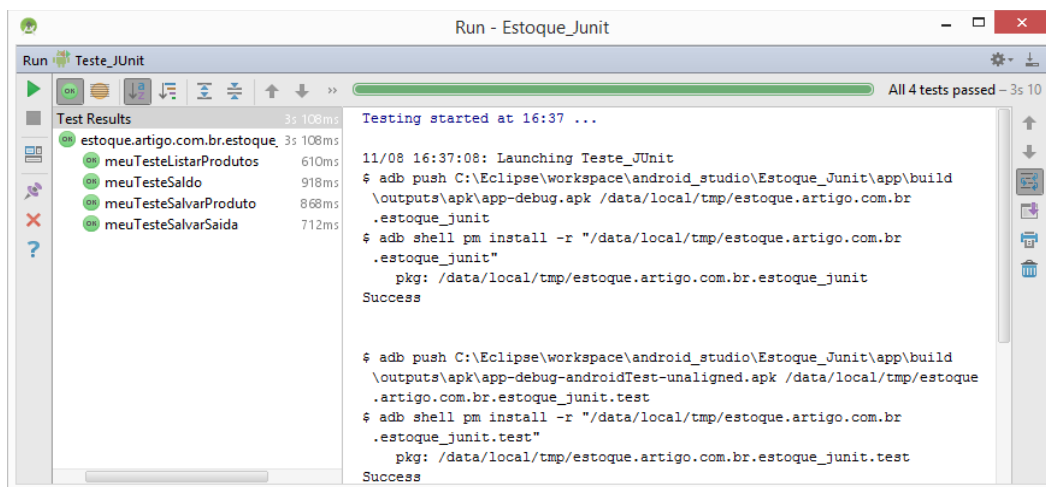 Run - Estoque_Junit
Run Teste_JUnit
All 4 tests passed – 3s 10
Test Results 3s 108ms
OK estoque.artigo.com.br.estoque_ 3s 108ms
OK meuTesteListarProdutos 610ms
OK meuTesteSaldo 918ms
OK meuTesteSalvarProduto 868ms
OK meuTesteSalvarSaida 712ms
Testing started at 16:37 ...
11/08 16:37:08: Launching Teste_JUnit
$ adb push C:\Eclipse\workspace\android_studio\Estoque_Junit\app\build
\outputs\apk\app-debug.apk /data/local/tmp/estoque.artigo.com.br
.estoque_junit
$ adb shell pm install -r "/data/local/tmp/estoque.artigo.com.br
.estoque_junit"
pkg: /data/local/tmp/estoque.artigo.com.br.estoque_junit
Success
$ adb push C:\Eclipse\workspace\android_studio\Estoque_Junit\app\build
\outputs\apk\app-debug-androidTest-unaligned.apk /data/local/tmp/estoque
.artigo.com.br.estoque_junit.test
$ adb shell pm install -r "/data/local/tmp/estoque.artigo.com.br
.estoque_junit.test"
pkg: /data/local/tmp/estoque.artigo.com.br.estoque_junit.test
Success